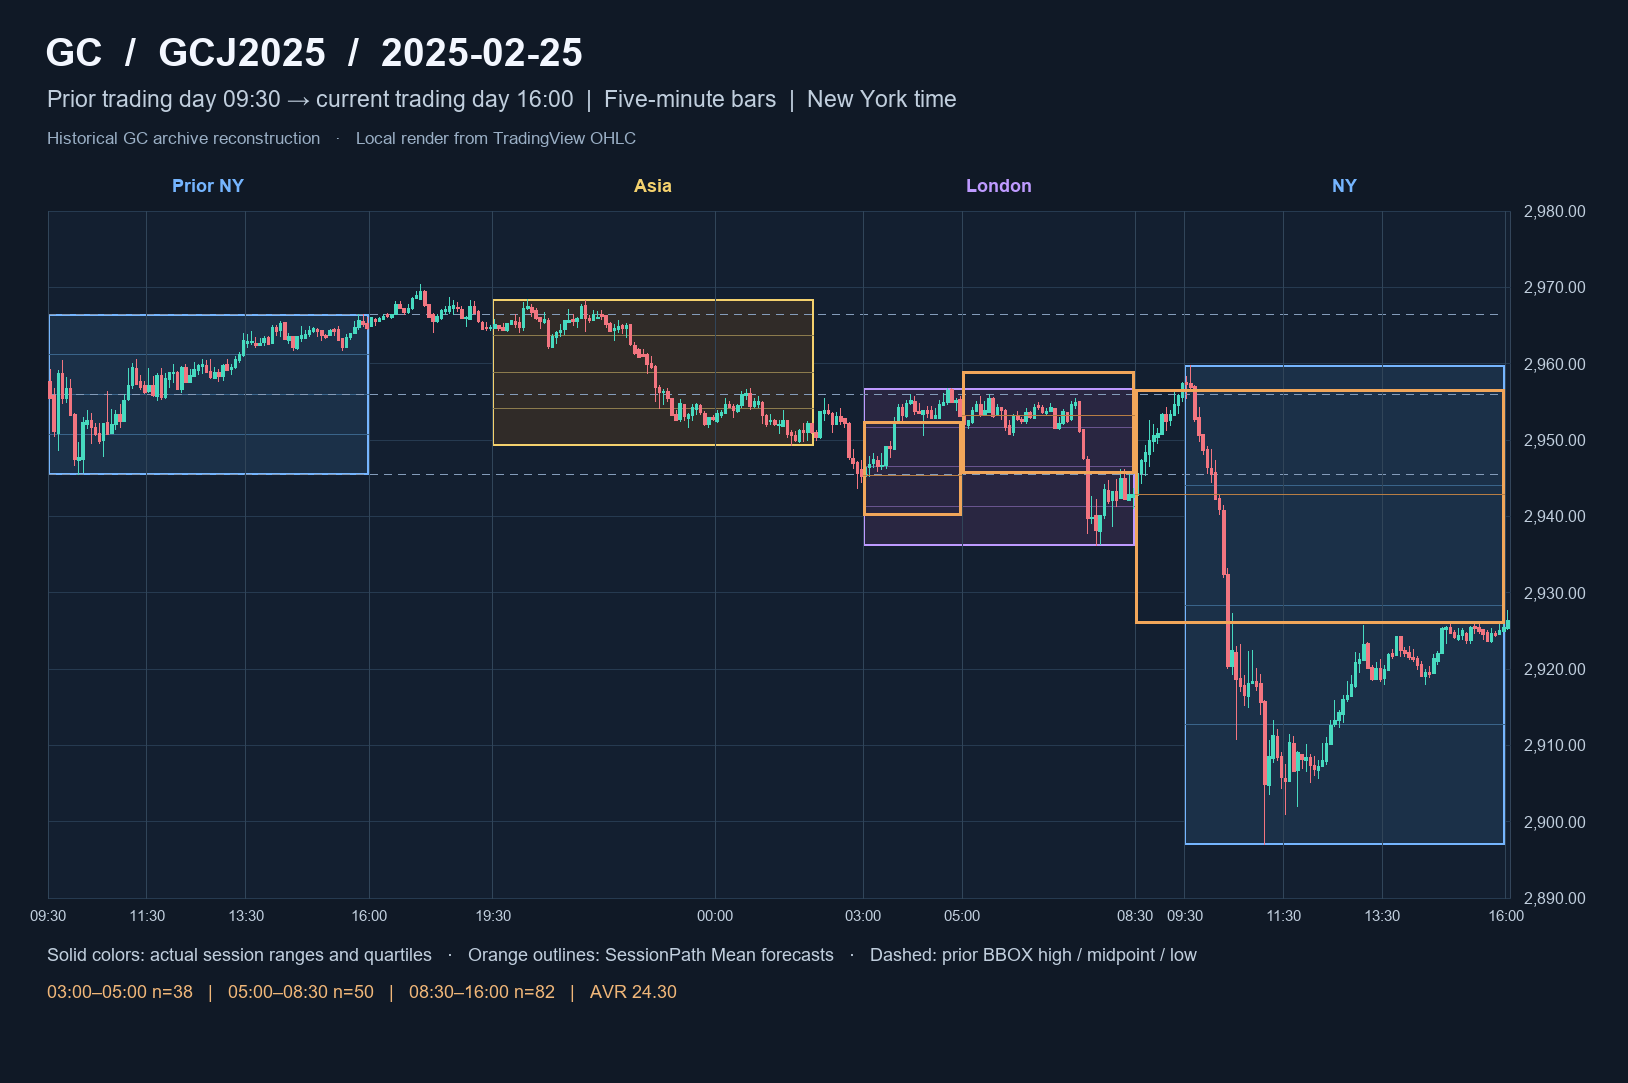 GC / GCJ2025 / 2025-02-25
Prior trading day 09:30 → current trading day 16:00 | Five-minute bars | New York time
Historical GC archive reconstruction · Local render from TradingView OHLC
Prior NY Asia London NY
2,980.00
2,970.00
2,960.00
2,950.00
2,940.00
2,930.00
2,920.00
2,910.00
2,900.00
2,890.00
09:30 11:30 13:30 16:00 19:30 00:00 03:00 05:00 08:30 09:30 11:30 13:30 16:00
Solid colors: actual session ranges and quartiles · Orange outlines: SessionPath Mean forecasts · Dashed: prior BBOX high / midpoint / low
03:00–05:00 n=38 | 05:00–08:30 n=50 | 08:30–16:00 n=82 | AVR 24.30